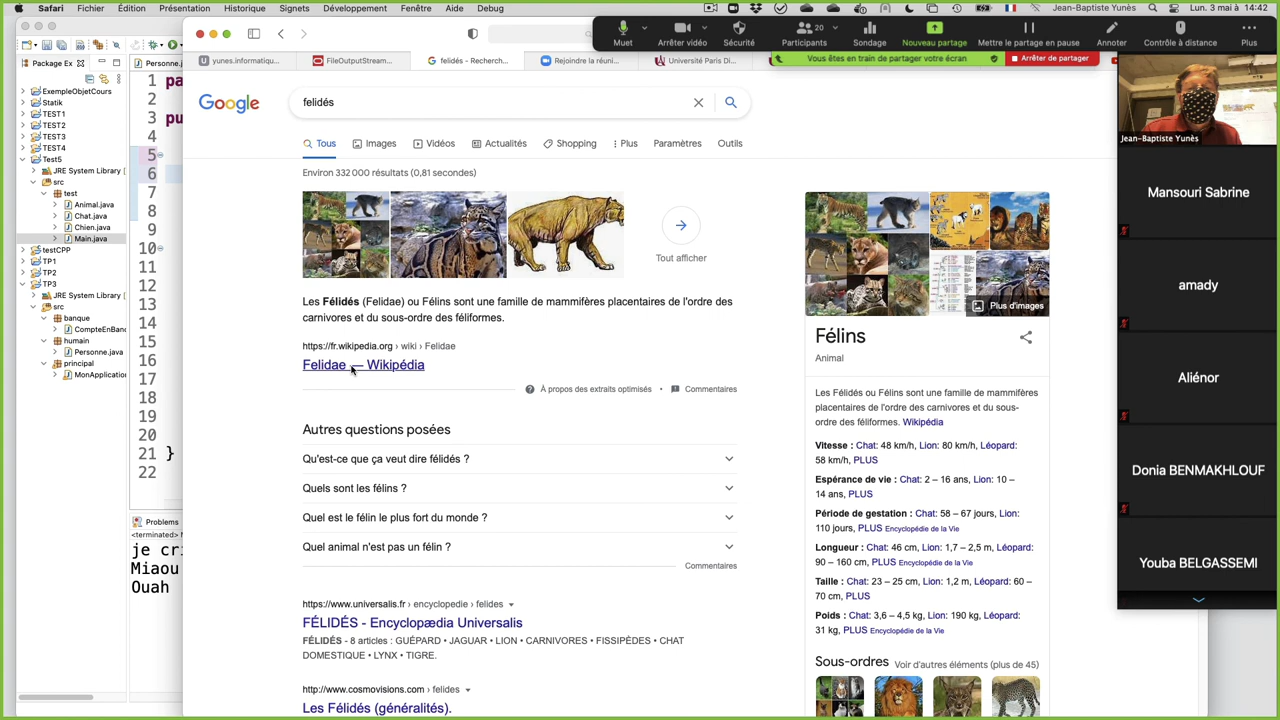 Safari Fichier Édition Présentation Historique Signets Développement Fenêtre Aide Debug
Jean-Baptiste Yunès Lun. 3 mai à 14:42
Muet Arrêter vidéo Sécurité Participants 20 Sondage Nouveau partage Mettre le partage en pause Annoter Contrôle à distance Plus
Vous êtes en train de partager votre écran Arrêter de partager
yunes.informatiqu... FileOutputStream... felidés - Recherch... Rejoindre la réuni... Université Paris Di...
Package Ex
ExempleObjetCours
Statik
TEST1
TEST2
TEST3
TEST4
Test5
JRE System Library
src
test
Animal.java
Chat.java
Chien.java
Main.java
testCPP
TP1
TP2
TP3
JRE System Library
src
banque
CompteEnBanc
humain
Personne.java
principal
MonApplicatio
Personne.
1 pa
2
3 pu
4
5
6
7
8
9
10
11
12
13
14
15
16
17
18
19
20
21 }
22
Problems
<terminated>
je cri
Miaou
Ouah
Google
felidés
Tous Images Vidéos Actualités Shopping Plus Paramètres Outils
Environ 332 000 résultats (0,81 secondes)
Tout afficher
Les Félidés (Felidae) ou Félins sont une famille de mammifères placentaires de l'ordre des
carnivores et du sous-ordre des féliformes.
https://fr.wikipedia.org › wiki › Felidae
Felidae — Wikipédia
À propos des extraits optimisés • Commentaires
Autres questions posées
Qu'est-ce que ça veut dire félidés ?
Quels sont les félins ?
Quel est le félin le plus fort du monde ?
Quel animal n'est pas un félin ?
Commentaires
https://www.universalis.fr › encyclopedie › felides
FÉLIDÉS - Encyclopædia Universalis
FÉLIDÉS - 8 articles : GUÉPARD • JAGUAR • LION • CARNIVORES • FISSIPÈDES • CHAT
DOMESTIQUE • LYNX • TIGRE.
http://www.cosmovisions.com › felides
Les Félidés (généralités).
Plus d'images
Félins
Animal
Les Félidés ou Félins sont une famille de mammifères
placentaires de l'ordre des carnivores et du sous-
ordre des féliformes. Wikipédia
Vitesse : Chat: 48 km/h, Lion: 80 km/h, Léopard:
58 km/h, PLUS
Espérance de vie : Chat: 2 – 16 ans, Lion: 10 –
14 ans, PLUS
Période de gestation : Chat: 58 – 67 jours, Lion:
110 jours, PLUS Encyclopédie de la Vie
Longueur : Chat: 46 cm, Lion: 1,7 – 2,5 m, Léopard:
90 – 160 cm, PLUS Encyclopédie de la Vie
Taille : Chat: 23 – 25 cm, Lion: 1,2 m, Léopard: 60 –
70 cm, PLUS
Poids : Chat: 3,6 – 4,5 kg, Lion: 190 kg, Léopard:
31 kg, PLUS Encyclopédie de la Vie
Sous-ordres Voir d'autres éléments (plus de 45)
Jean-Baptiste Yunès
Mansouri Sabrine
amady
Aliénor
Donia BENMAKHLOUF
Youba BELGASSEMI